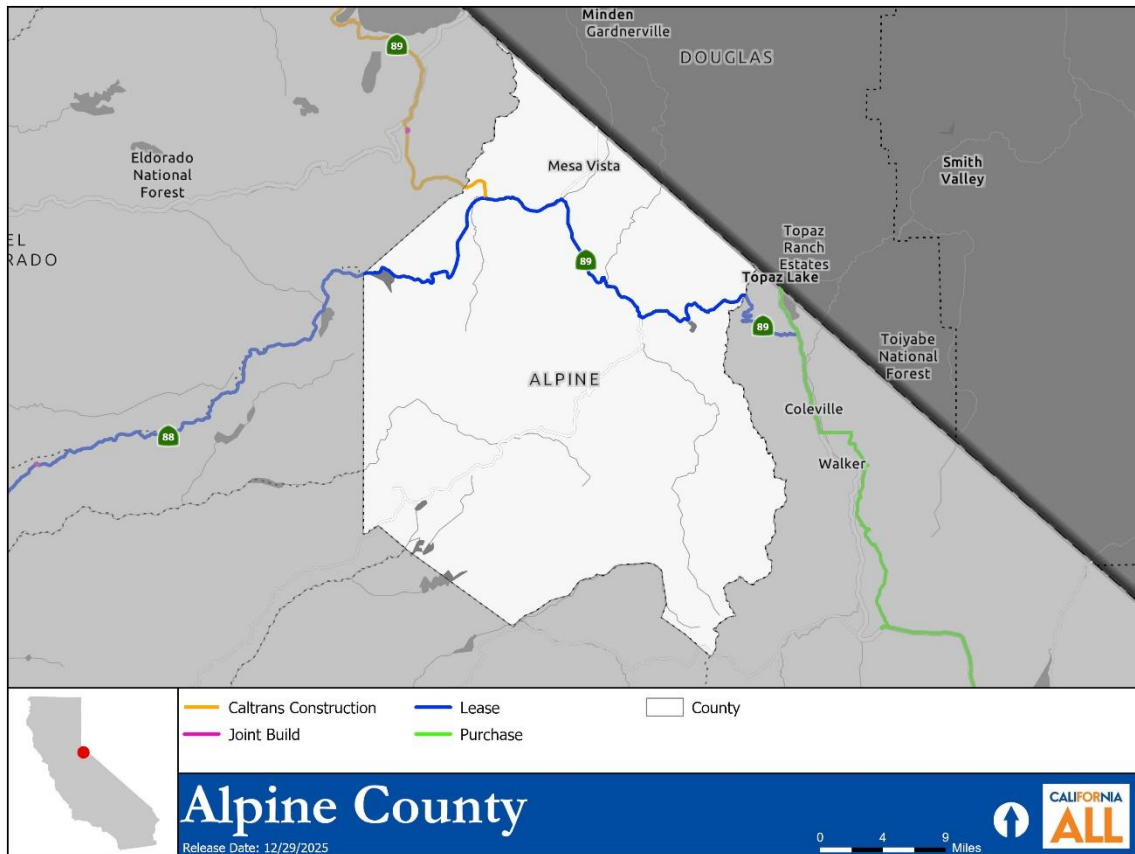 Minden
Gardnerville
89
DOUGLAS
Eldorado
National
Forest
Mesa Vista
Smith
Valley
EL
RADO
89
Topaz
Ranch
Estates
Topaz Lake
89
Toiyabe
National
Forest
ALPINE
Coleville
88
Walker
Caltrans Construction
Lease
County
Joint Build
Purchase
Alpine County
Release Date: 12/29/2025
0 4 9
Miles
CALIFORNIA
ALL